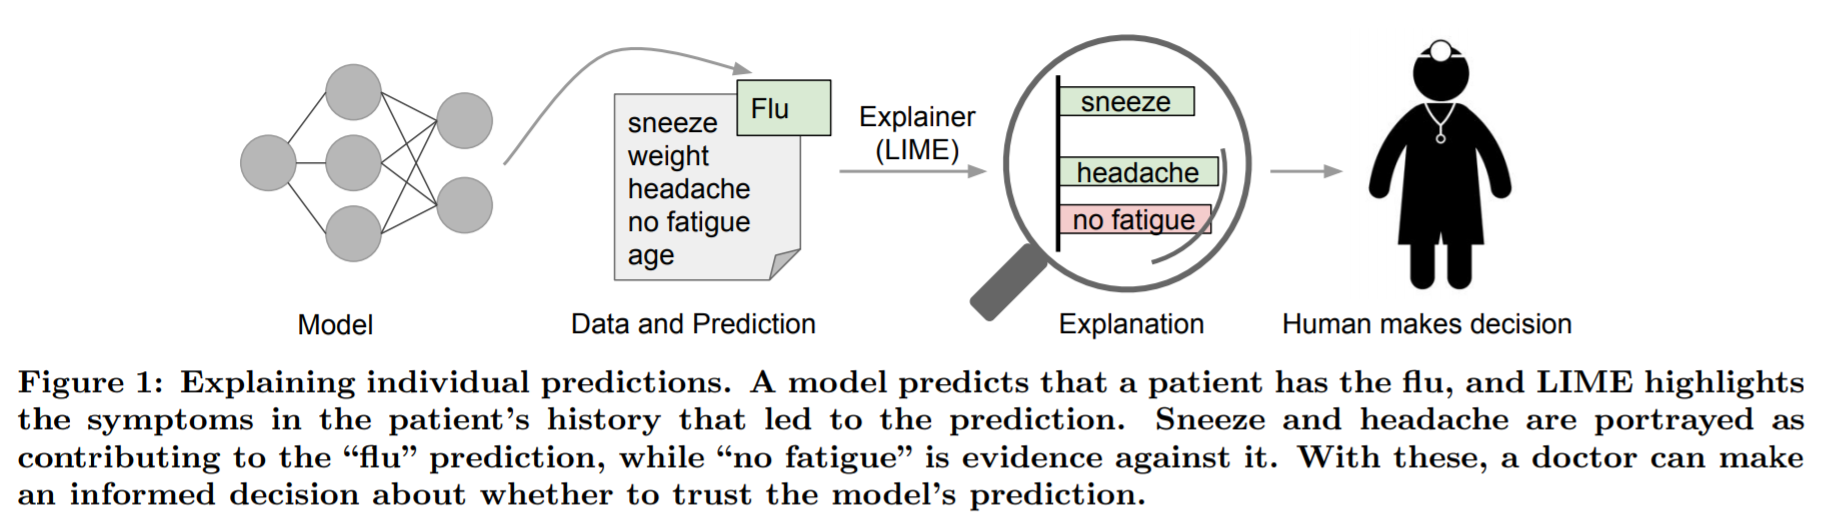 sneeze
weight
headache
no fatigue
age
Flu
Explainer
(LIME)
sneeze
headache
no fatigue
Model
Data and Prediction
Explanation
Human makes decision
Figure 1: Explaining individual predictions. A model predicts that a patient has the flu, and LIME highlights
the symptoms in the patient’s history that led to the prediction. Sneeze and headache are portrayed as
contributing to the “flu” prediction, while “no fatigue” is evidence against it. With these, a doctor can make
an informed decision about whether to trust the model’s prediction.